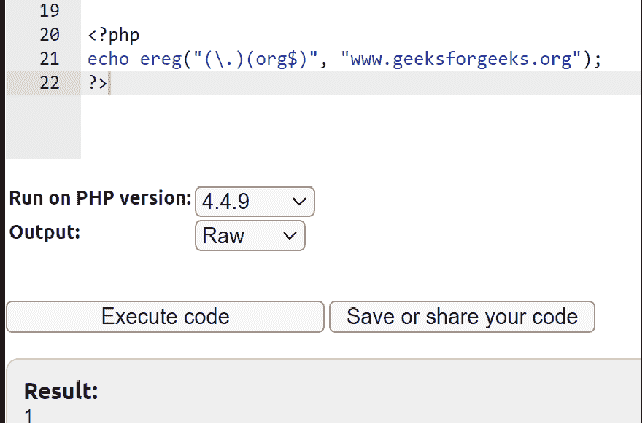 19
20 <?php
21 echo ereg("(\.)(org$)", "www.geeksforgeeks.org");
22 ?>
Run on PHP version: 4.4.9
Output: Raw
Execute code Save or share your code
Result:
1